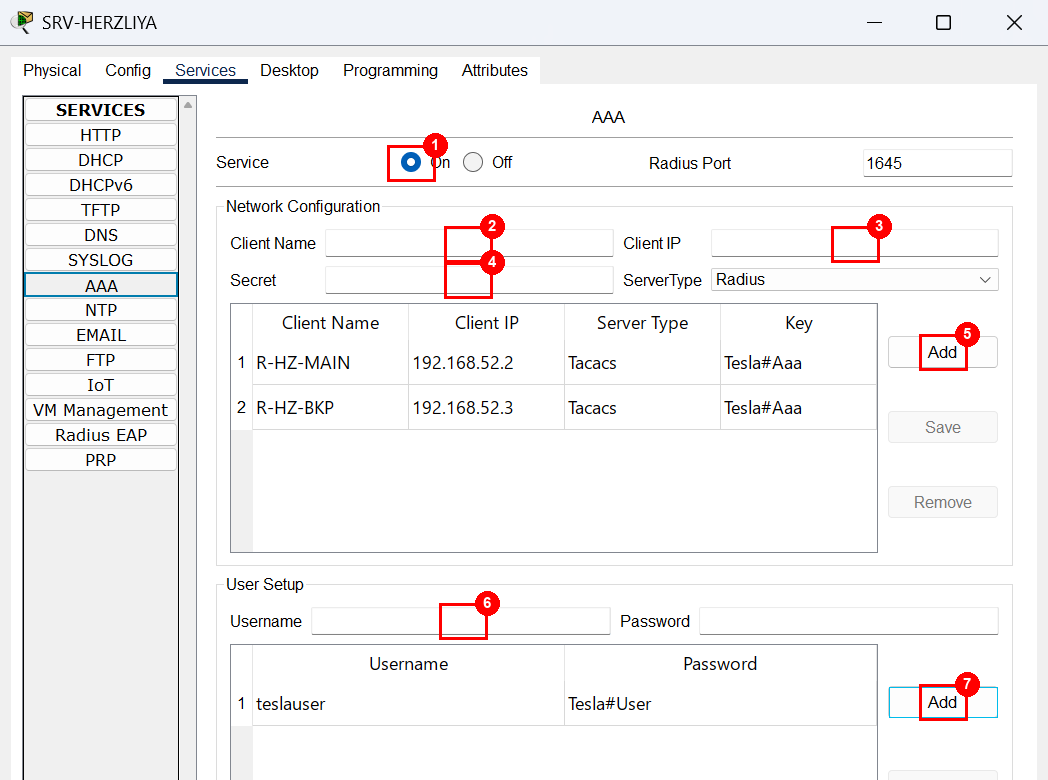 SRV-HERZLIYA
Physical Config Services Desktop Programming Attributes
SERVICES
HTTP
DHCP
DHCPv6
TFTP
DNS
SYSLOG
AAA
NTP
EMAIL
FTP
IoT
VM Management
Radius EAP
PRP
AAA
Service 1 On Off Radius Port 1645
Network Configuration
Client Name 2 Client IP 3
Secret 4 ServerType Radius
Client Name Client IP Server Type Key
1 R-HZ-MAIN 192.168.52.2 Tacacs Tesla#Aaa
2 R-HZ-BKP 192.168.52.3 Tacacs Tesla#Aaa
5
Add
Save
Remove
User Setup
Username 6 Password
Username Password
1 teslauser Tesla#User
7
Add